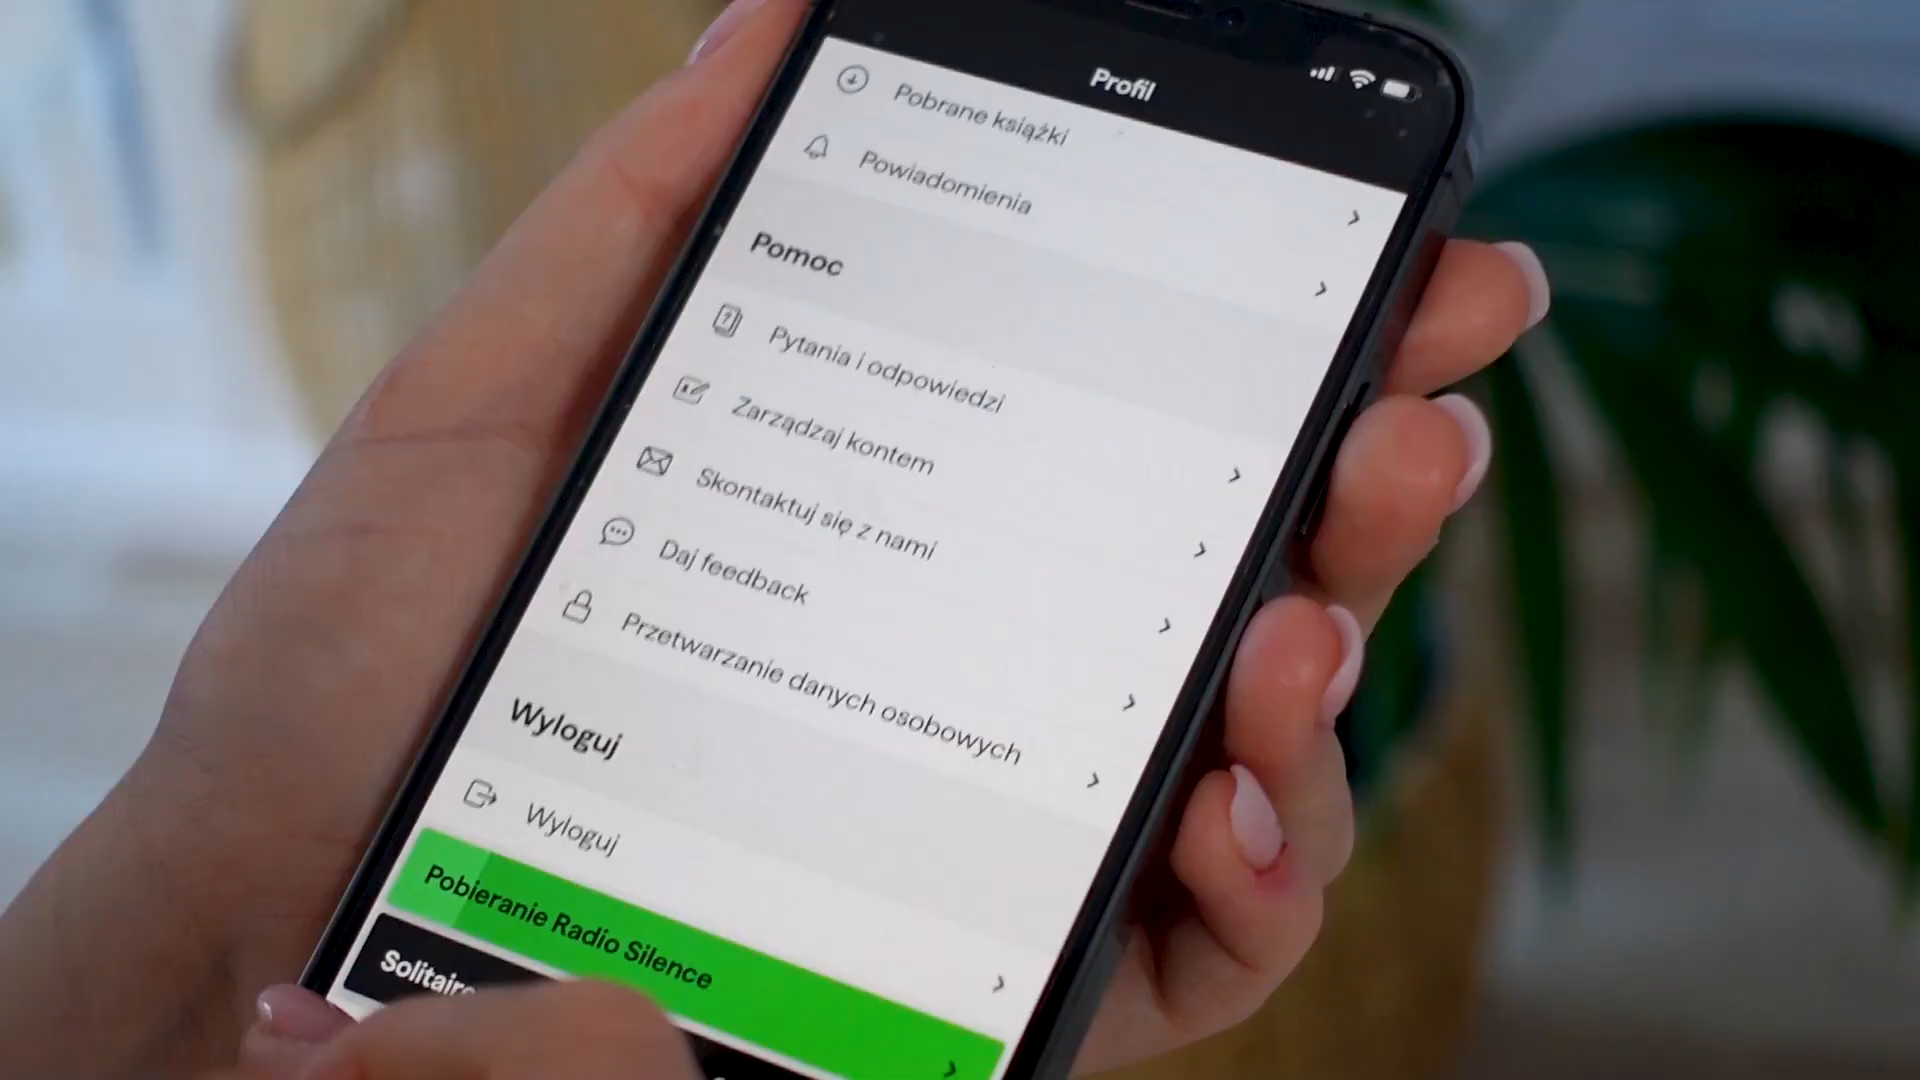 Profil
Pobrane książki
Powiadomienia
Pomoc
Pytania i odpowiedzi
Zarządzaj kontem
Skontaktuj się z nami
Daj feedback
Przetwarzanie danych osobowych
Wyloguj
Wyloguj
Pobieranie Radio Silence
Solitaire